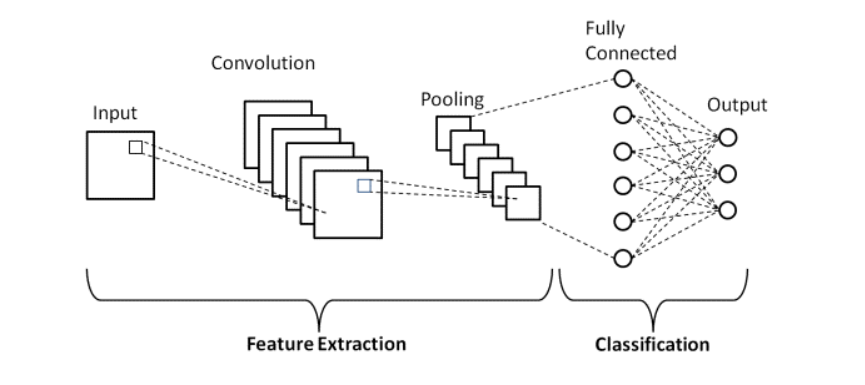 Fully
Connected
Convolution
Pooling
Output
Input
Feature Extraction
Classification